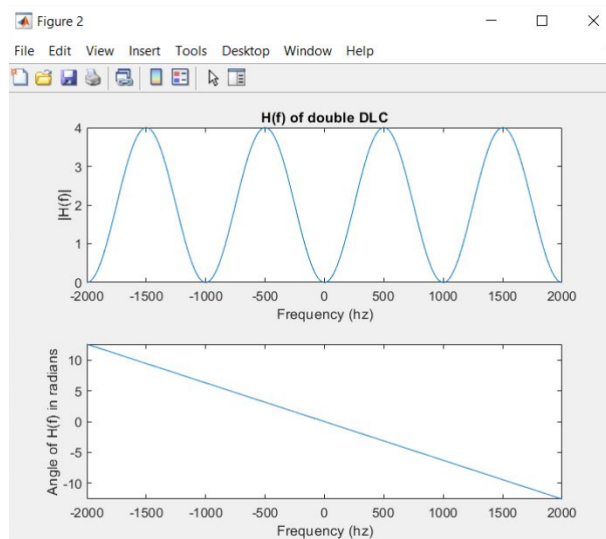 Figure 2
File Edit View Insert Tools Desktop Window Help
H(f) of double DLC
|H(f)|
4
3
2
1
0
-2000 -1500 -1000 -500 0 500 1000 1500 2000
Frequency (hz)
Angle of H(f) in radians
10
5
0
-5
-10
-2000 -1500 -1000 -500 0 500 1000 1500 2000
Frequency (hz)